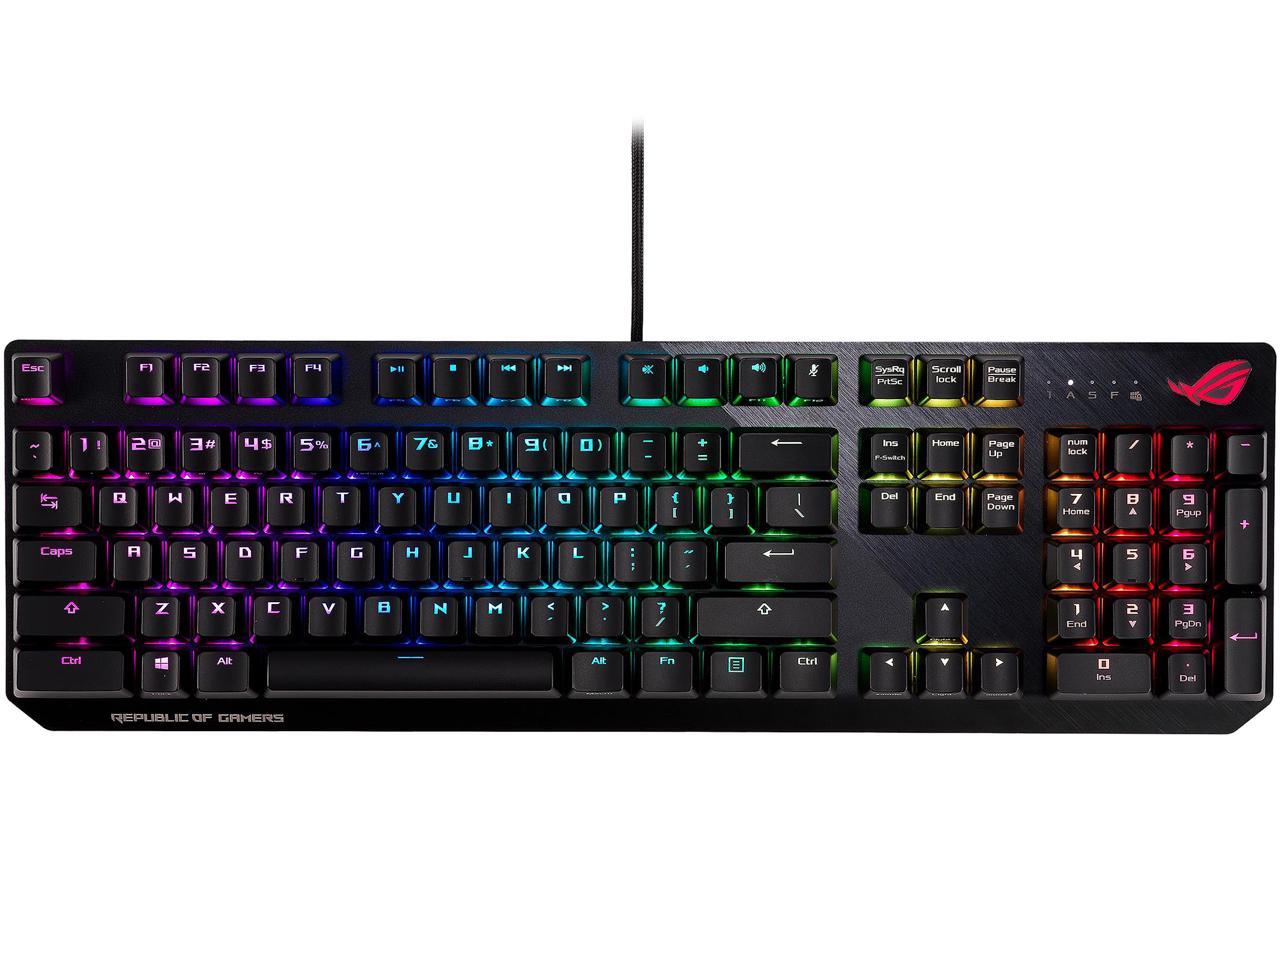 Esc F1 F2 F3 F4 SysRq PrtSc Scroll lock Pause Break
1 A S F
~ ` 1! 2@ 3# 4$ 5% 6^ 7& 8* 9( 0) _ - + = Ins F-Switch Home Page Up num lock / * -
Q W E R T Y U I O P { [ } ] | \ Del End Page Down 7 Home 8 9 Pgup +
Caps A S D F G H J K L : ; 4 5 6
Z X C V B N M < , > . ? / 1 End 2 3 PgDn
Ctrl Alt Alt Fn Ctrl 0 Ins . Del
REPUBLIC OF GAMERS